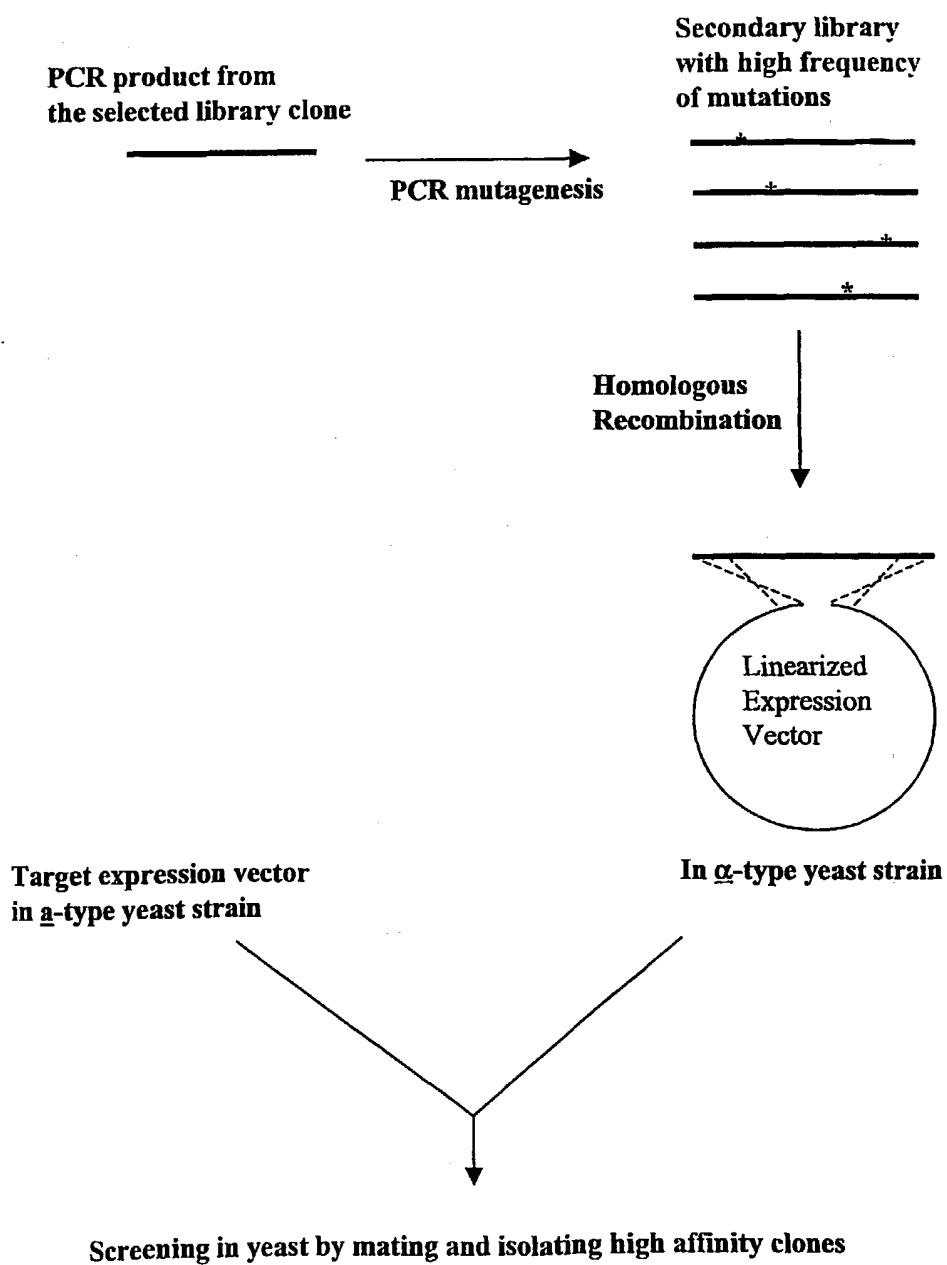 PCR product from
the selected library clone
PCR mutagenesis
Secondary library
with high frequency
of mutations
*
*
*
*
Homologous
Recombination
Linearized
Expression
Vector
Target expression vector
in a-type yeast strain
In α-type yeast strain
Screening in yeast by mating and isolating high affinity clones